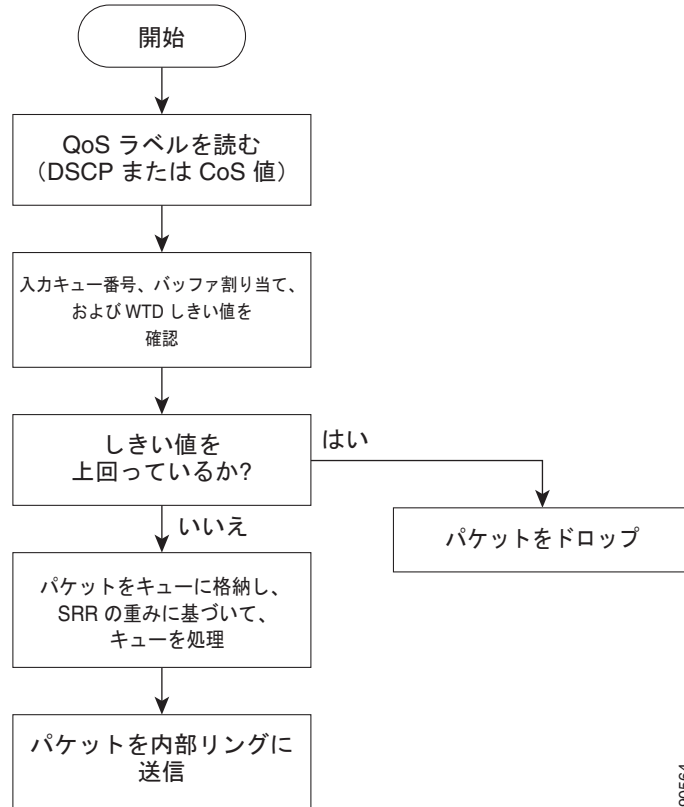 開始
QoS ラベルを読む
（DSCP または CoS 値）
入力キュー番号、バッファ割り当て、
および WTD しきい値を
確認
しきい値を
上回っているか?
はい
いいえ
パケットをドロップ
パケットをキューに格納し、
SRR の重みに基づいて、
キューを処理
パケットを内部リングに
送信